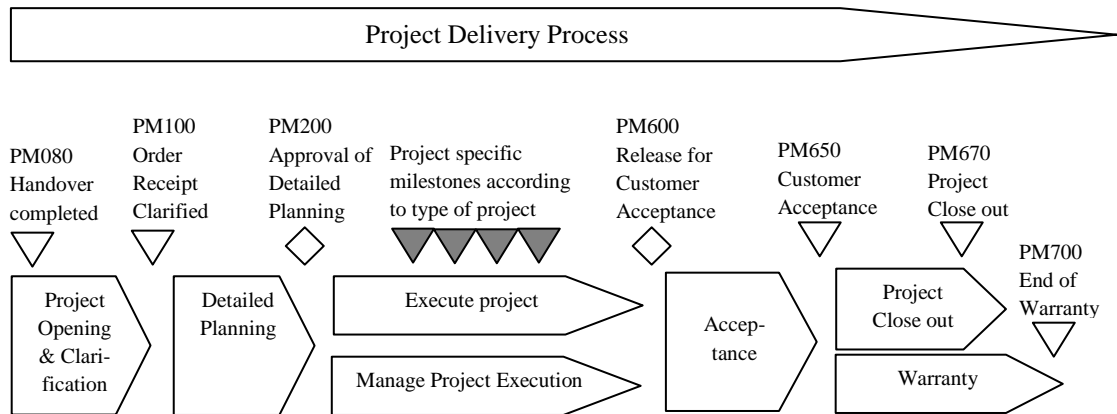 Project Delivery Process
PM080
Handover
completed
PM100
Order
Receipt
Clarified
PM200
Approval of
Detailed
Planning
Project specific
milestones according
to type of project
PM600
Release for
Customer
Acceptance
PM650
Customer
Acceptance
PM670
Project
Close out
PM700
End of
Warranty
Project
Opening
& Clari-
fication
Detailed
Planning
Execute project
Manage Project Execution
Accep-
tance
Project
Close out
Warranty